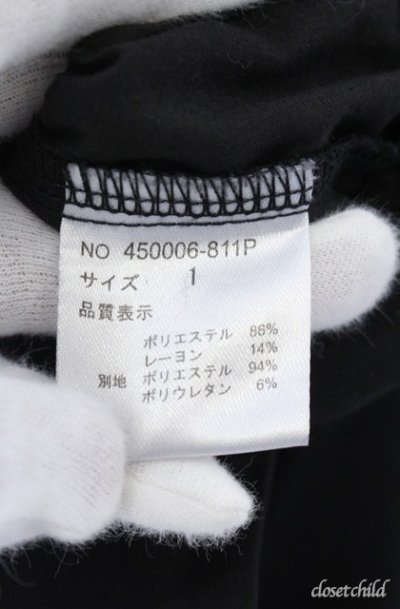 NO 450006-811P
サイズ 1
品質表示
ポリエステル 86%
レーヨン 14%
別地 ポリエステル 94%
ポリウレタン 6%
closetchild